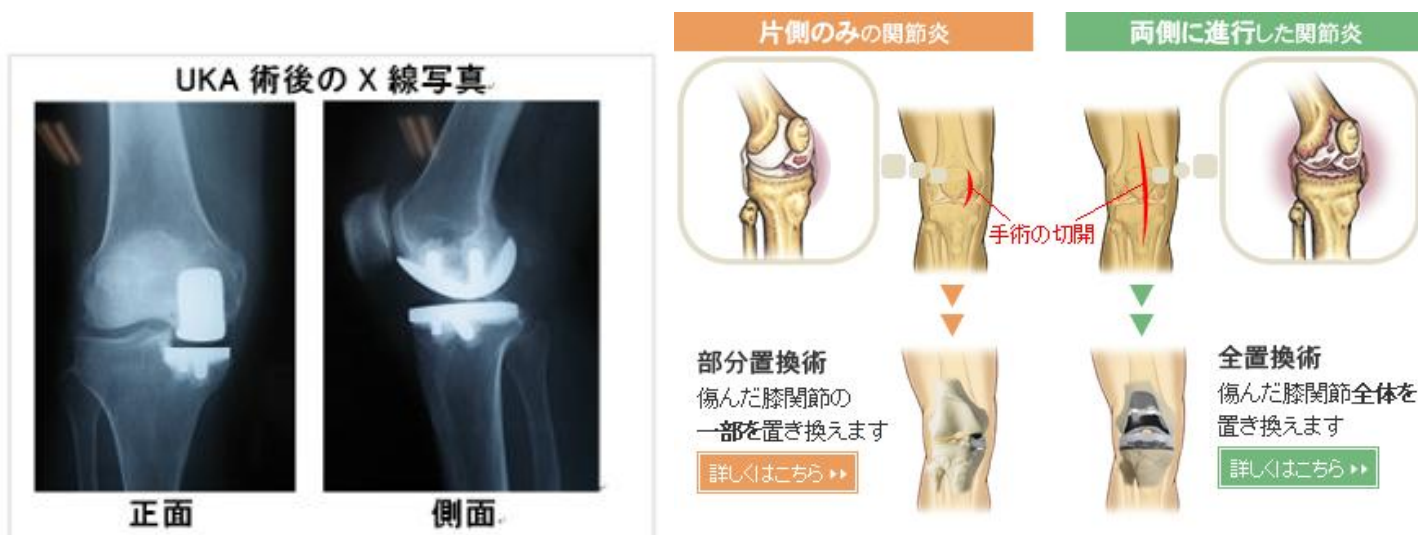 UKA 術後の X 線写真
正面
側面
片側のみの関節炎
両側に進行した関節炎
手術の切開
部分置換術
傷んだ膝関節の
一部を置き換えます
詳しくはこちら
全置換術
傷んだ膝関節全体を
置き換えます
詳しくはこちら